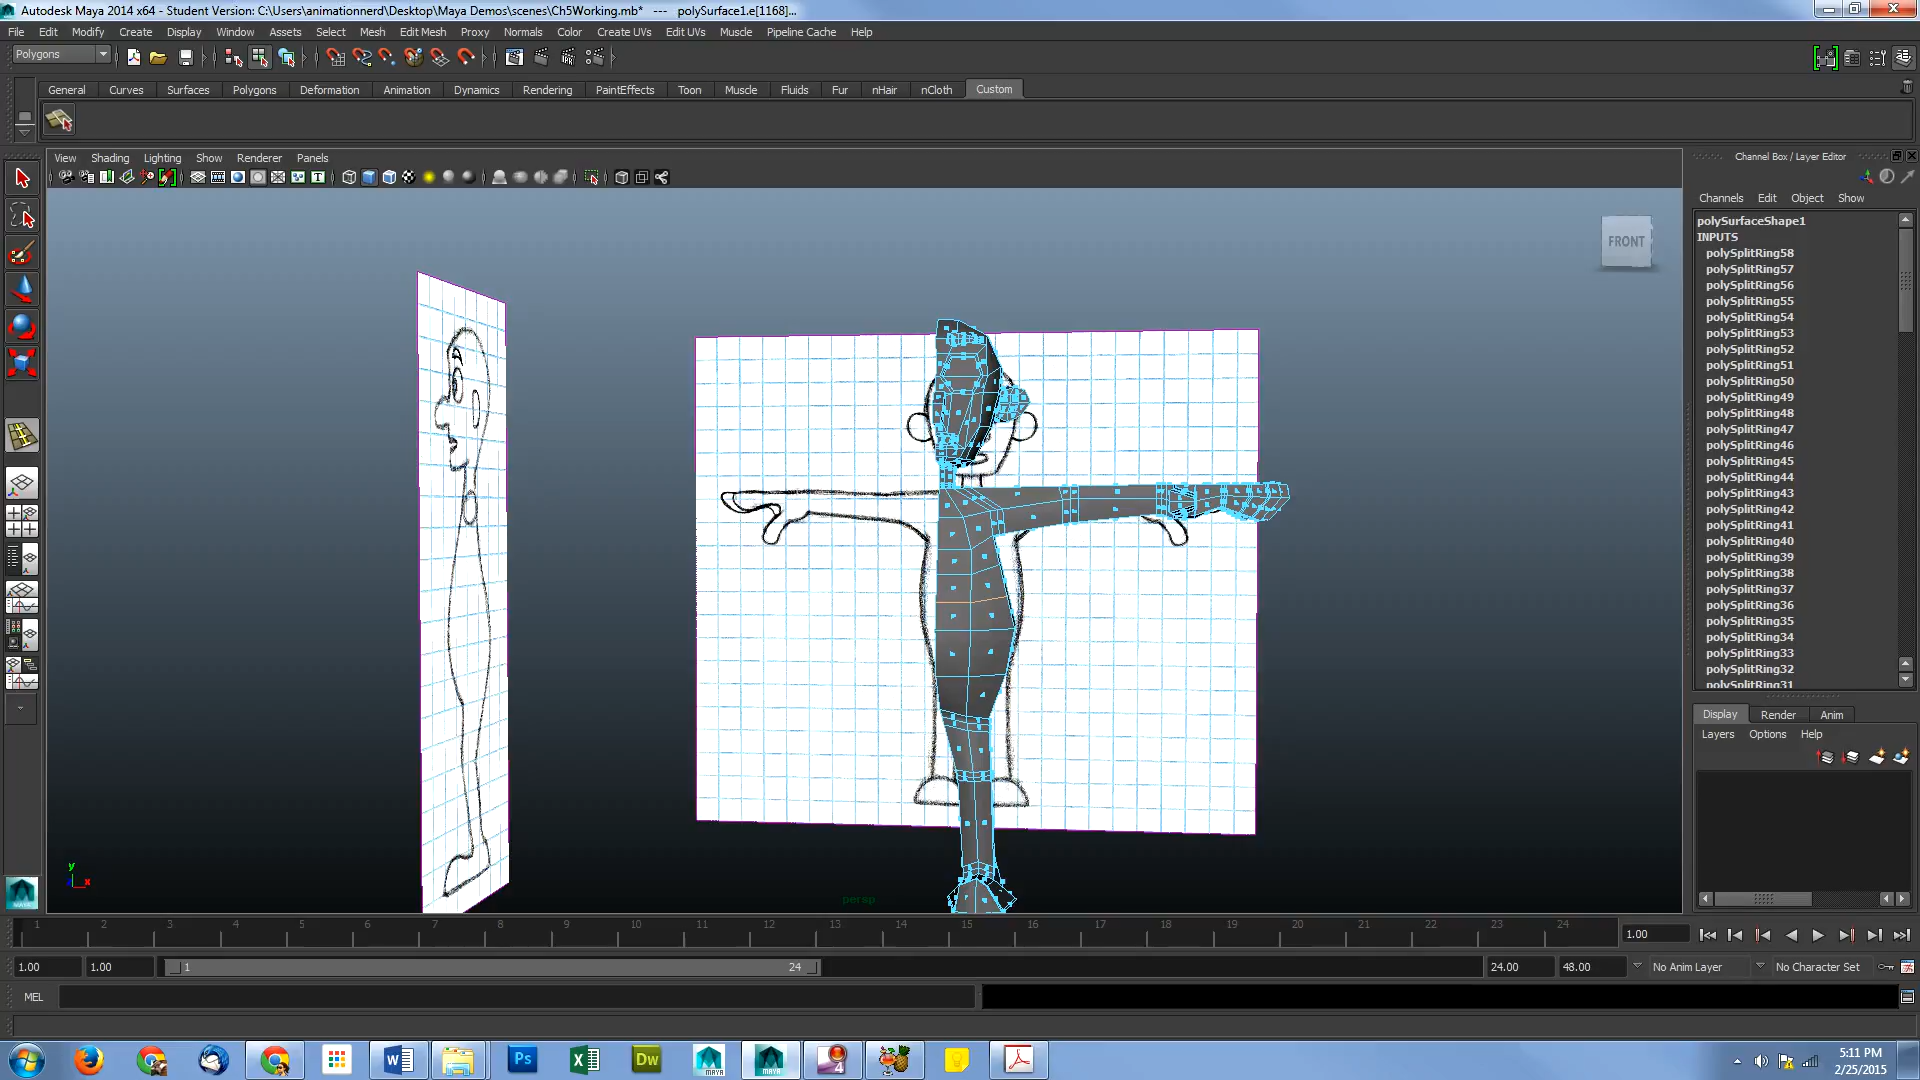 Autodesk Maya 2014 x64 - Student Version: C:\Users\animationnerd\Desktop\Maya Demos\scenes\Ch5Working.mb* --- polySurface1.e[1168]...
File Edit Modify Create Display Window Assets Select Mesh Edit Mesh Proxy Normals Color Create UVs Edit UVs Muscle Pipeline Cache Help
Polygons
General Curves Surfaces Polygons Deformation Animation Dynamics Rendering PaintEffects Toon Muscle Fluids Fur nHair nCloth Custom
View Shading Lighting Show Renderer Panels
Channel Box / Layer Editor
Channels Edit Object Show
polySurfaceShape1
INPUTS
polySplitRing58
polySplitRing57
polySplitRing56
polySplitRing55
polySplitRing54
polySplitRing53
polySplitRing52
polySplitRing51
polySplitRing50
polySplitRing49
polySplitRing48
polySplitRing47
polySplitRing46
polySplitRing45
polySplitRing44
polySplitRing43
polySplitRing42
polySplitRing41
polySplitRing40
polySplitRing39
polySplitRing38
polySplitRing37
polySplitRing36
polySplitRing35
polySplitRing34
polySplitRing33
polySplitRing32
polySplitRing31
FRONT
Display Render Anim
Layers Options Help
y
x
persp
1 2 3 4 5 6 7 8 9 10 11 12 13 14 15 16 17 18 19 20 21 22 23 24
1.00
1.00 1.00 1 24 24.00 48.00 No Anim Layer No Character Set
MEL
Ps Dw MAYA MAYA 4
5:11 PM
2/25/2015